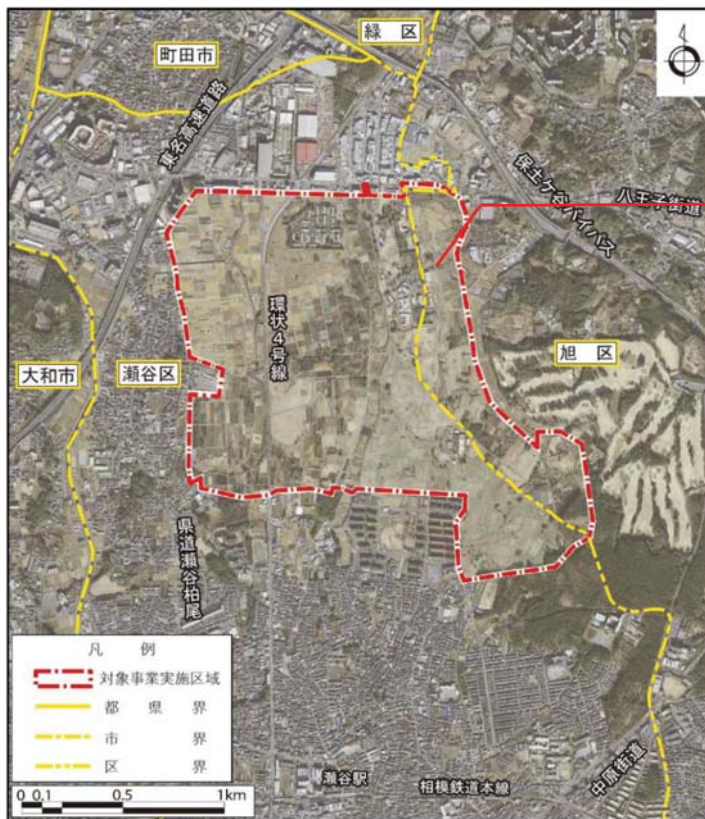 緑区
町田市
東名高速道路
保土ケ谷バイパス
八王子街道
環状4号線
旭区
大和市
瀬谷区
県道瀬谷柏尾
凡例
対象事業実施区域
都県界
市界
区界
0 0.1 0.5 1km
瀬谷駅
相模鉄道本線
中原街道